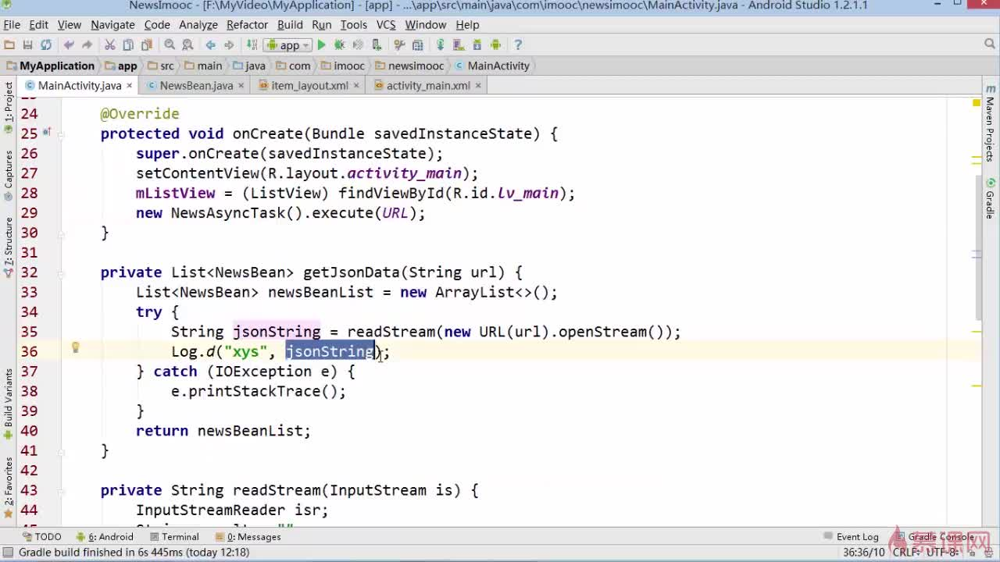 NewsImooc - [F:\MyVideo\MyApplication] - [app] - ...\app\src\main\java\com\imooc\newsimooc\MainActivity.java - Android Studio 1.2.1.1
File Edit View Navigate Code Analyze Refactor Build Run Tools VCS Window Help
app
MyApplication app src main java com imooc newsimooc MainActivity
MainActivity.java NewsBean.java item_layout.xml activity_main.xml
1: Project
Captures
7: Structure
Build Variants
2: Favorites
24 @Override
25 protected void onCreate(Bundle savedInstanceState) {
26 super.onCreate(savedInstanceState);
27 setContentView(R.layout.activity_main);
28 mListView = (ListView) findViewById(R.id.lv_main);
29 new NewsAsyncTask().execute(URL);
30 }
31
32 private List<NewsBean> getJsonData(String url) {
33 List<NewsBean> newsBeanList = new ArrayList<>();
34 try {
35 String jsonString = readStream(new URL(url).openStream());
36 Log.d("xys", jsonString);
37 } catch (IOException e) {
38 e.printStackTrace();
39 }
40 return newsBeanList;
41 }
42
43 private String readStream(InputStream is) {
44 InputStreamReader isr;
Maven Projects
Gradle
TODO 6: Android Terminal 0: Messages Event Log Gradle Console
Gradle build finished in 6s 445ms (today 12:18) 36:36/10 CRLF: UTF-8:
慕课网